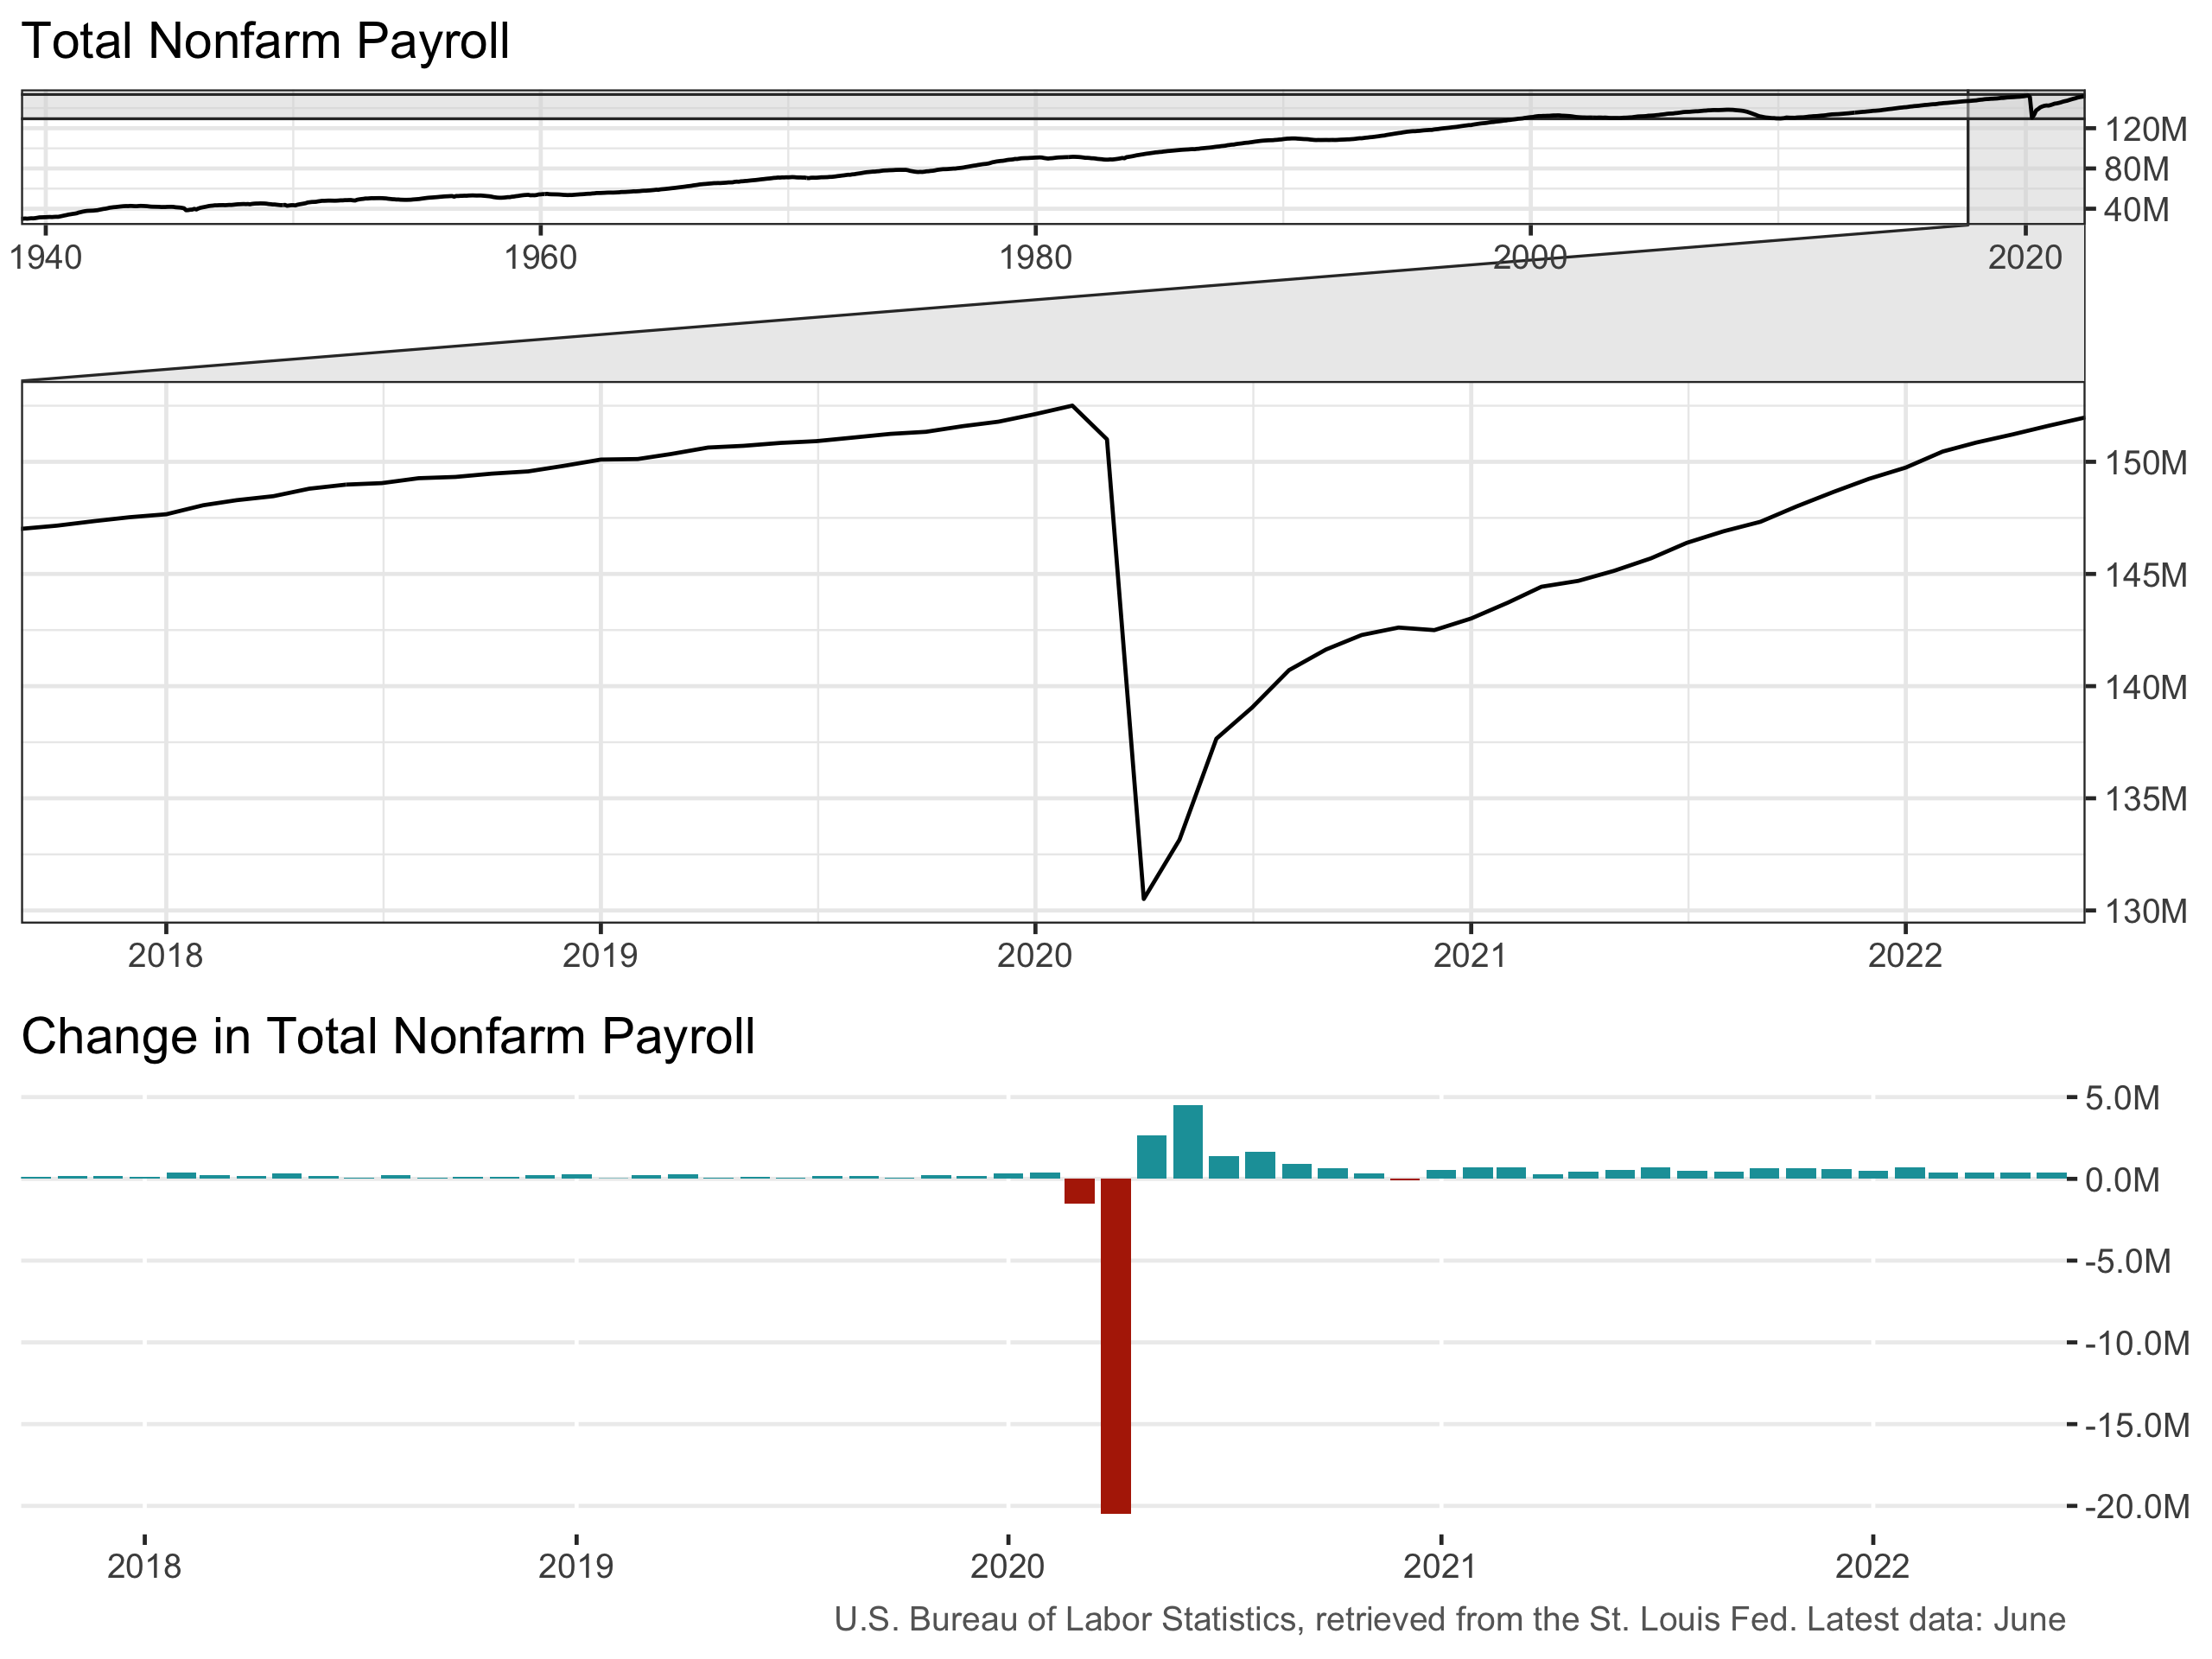 Total Nonfarm Payroll
120M
80M
40M
1940 1960 1980 2000 2020
150M
145M
140M
135M
130M
2018 2019 2020 2021 2022
Change in Total Nonfarm Payroll
5.0M
0.0M
-5.0M
-10.0M
-15.0M
-20.0M
2018 2019 2020 2021 2022
U.S. Bureau of Labor Statistics, retrieved from the St. Louis Fed. Latest data: June